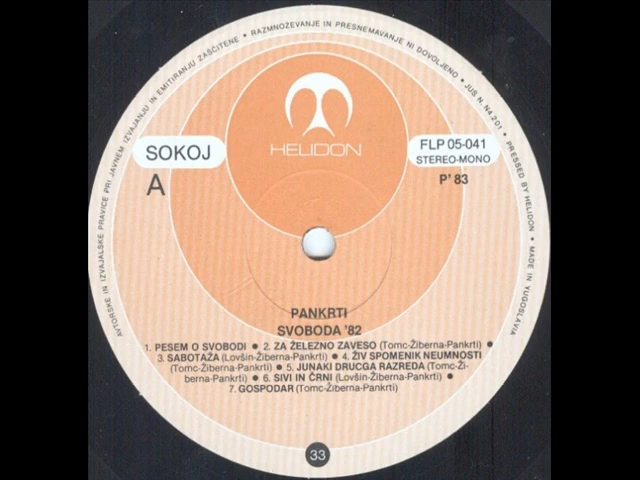 AVTORSKE IN IZVAJALSKE PRAVICE PRI JAVNEM IZVAJANJU IN EMITIRANJU ZAŠČITENE • RAZMNOŽEVANJE IN PRESNEMAVANJE NI DOVOLJENO • JUS N. N4.201 • PRESSED BY HELIDON • MADE IN YUGOSLAVIA
HELIDON
SOKOJ
FLP 05-041
STEREO-MONO
A
P' 83
PANKRTI
SVOBODA '82
1. PESEM O SVOBODI • 2. ZA ŽELEZNO ZAVESO (Tomc-Žiberna-Pankrti) •
3. SABOTAŽA (Lovšin-Žiberna-Pankrti) • 4. ŽIV SPOMENIK NEUMNOSTI
(Tomc-Žiberna-Pankrti) • 5. JUNAKI DRUCGA RAZREDA (Tomc-Ži-
berna-Pankrti) • 6. SIVI IN ČRNI (Lovšin-Žiberna-Pankrti) •
7. GOSPODAR (Tomc-Žiberna-Pankrti)
33